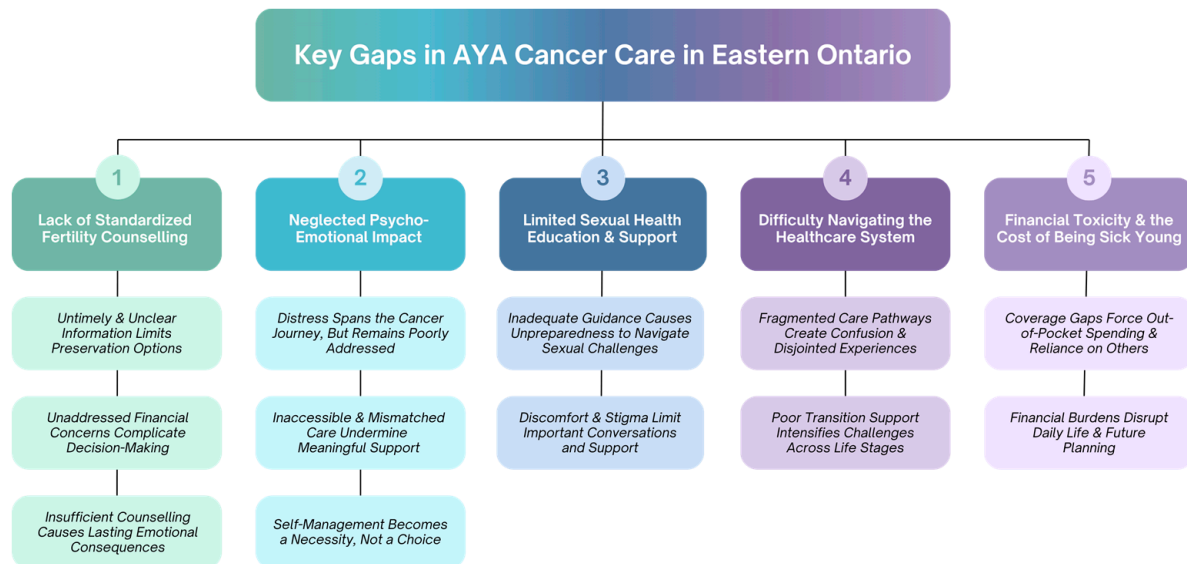 Key Gaps in AYA Cancer Care in Eastern Ontario
1
Lack of Standardized
Fertility Counselling
Untimely & Unclear
Information Limits
Preservation Options
Unaddressed Financial
Concerns Complicate
Decision-Making
Insufficient Counselling
Causes Lasting Emotional
Consequences
2
Neglected Psycho-
Emotional Impact
Distress Spans the Cancer
Journey, But Remains Poorly
Addressed
Inaccessible & Mismatched
Care Undermine
Meaningful Support
Self-Management Becomes
a Necessity, Not a Choice
3
Limited Sexual Health
Education & Support
Inadequate Guidance Causes
Unpreparedness to Navigate
Sexual Challenges
Discomfort & Stigma Limit
Important Conversations
and Support
4
Difficulty Navigating the
Healthcare System
Fragmented Care Pathways
Create Confusion &
Disjointed Experiences
Poor Transition Support
Intensifies Challenges
Across Life Stages
5
Financial Toxicity & the
Cost of Being Sick Young
Coverage Gaps Force Out-
of-Pocket Spending &
Reliance on Others
Financial Burdens Disrupt
Daily Life & Future
Planning